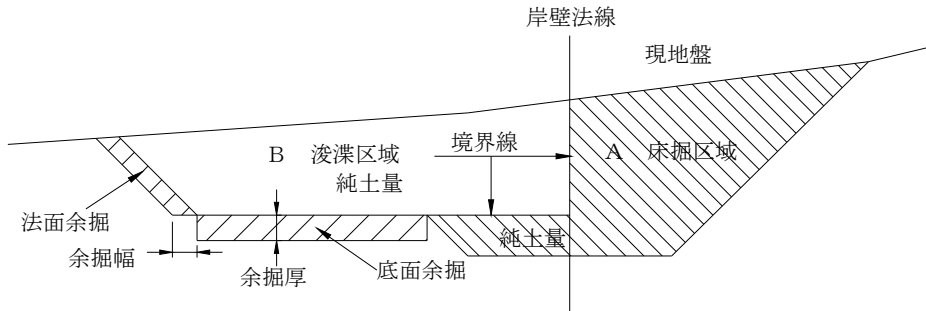 岸壁法線
現地盤
境界線
B 浚渫区域
純土量
A 床掘区域
法面余掘
純土量
余掘幅
余掘厚
底面余掘